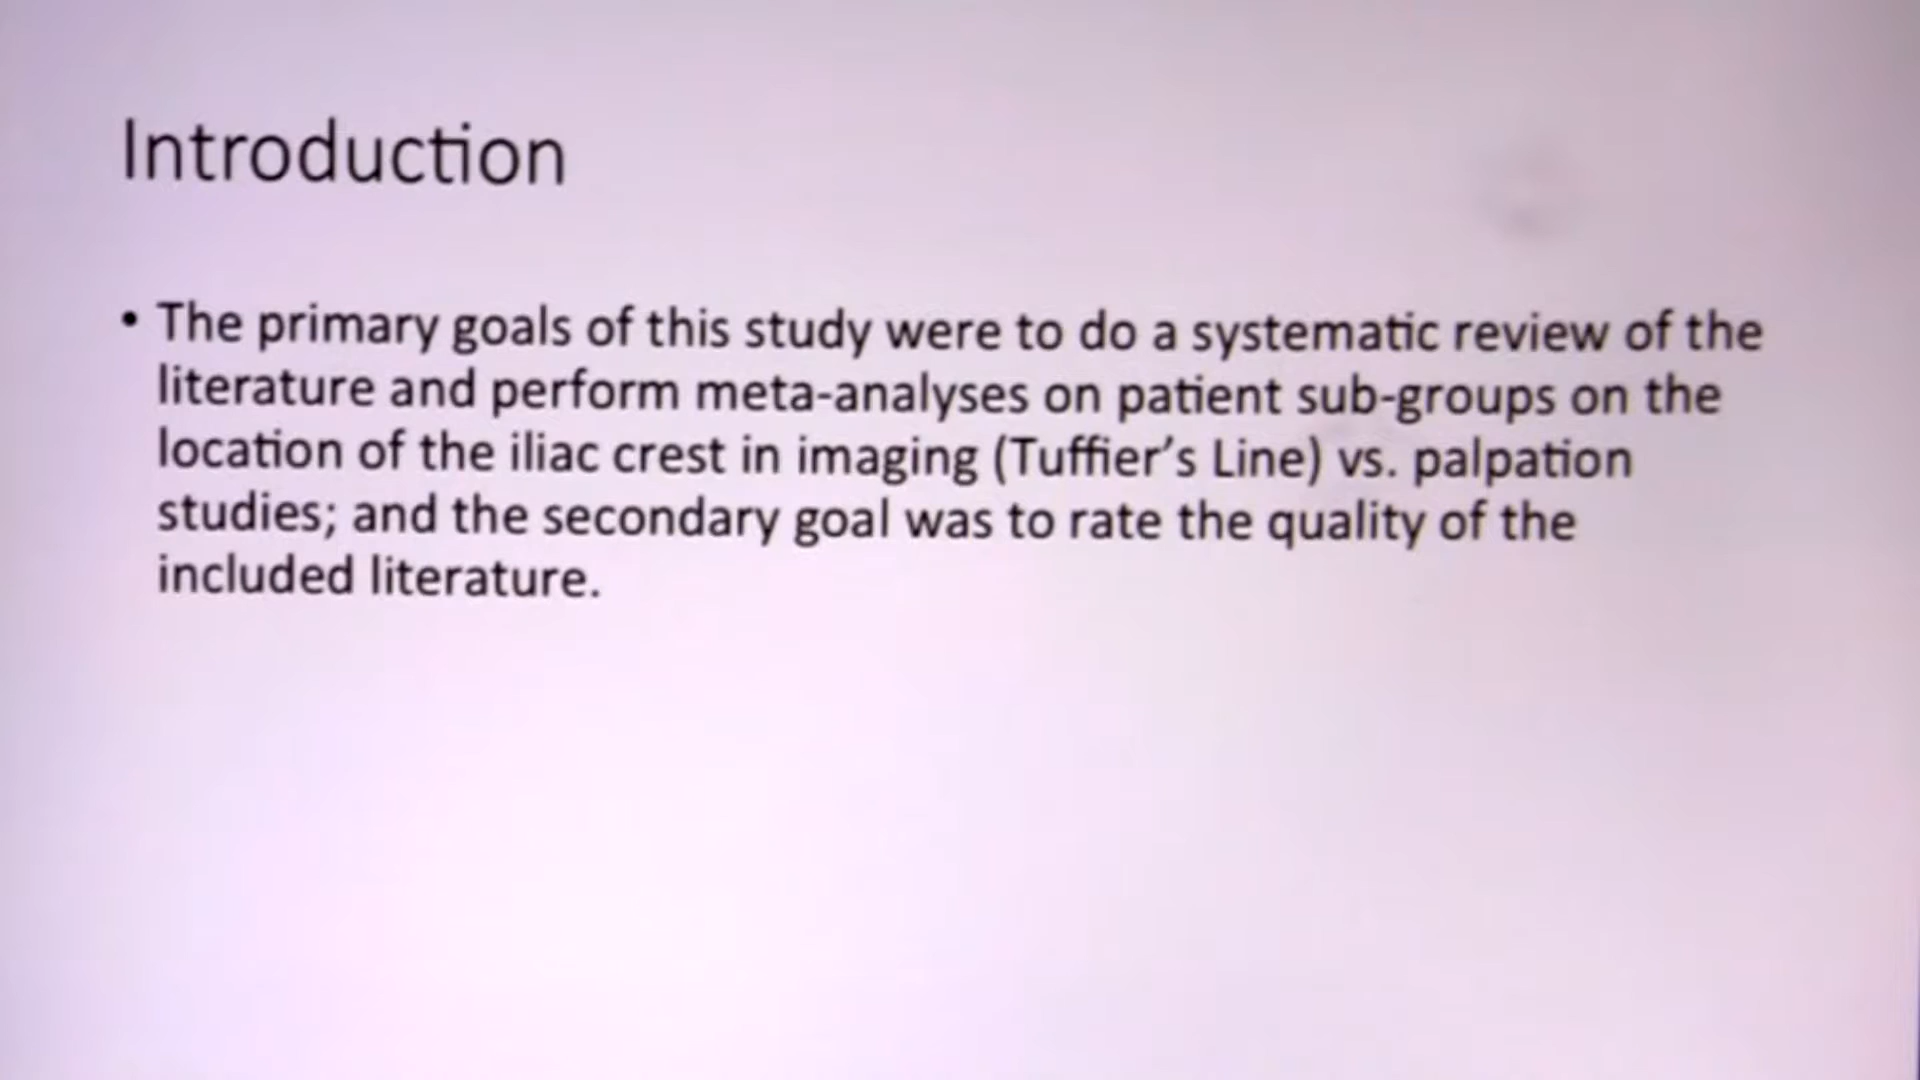 Introduction
• The primary goals of this study were to do a systematic review of the
literature and perform meta-analyses on patient sub-groups on the
location of the iliac crest in imaging (Tuffier’s Line) vs. palpation
studies; and the secondary goal was to rate the quality of the
included literature.